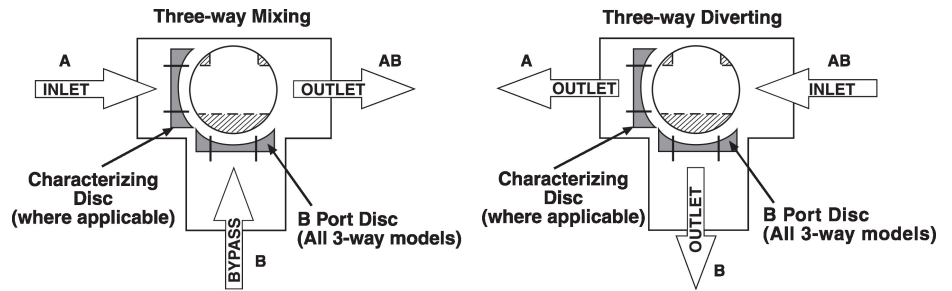 Three-way Mixing
A
INLET
AB
OUTLET
Characterizing
Disc
(where applicable)
B Port Disc
(All 3-way models)
BYPASS
B
Three-way Diverting
A
OUTLET
AB
INLET
Characterizing
Disc
(where applicable)
B Port Disc
(All 3-way models)
OUTLET
B